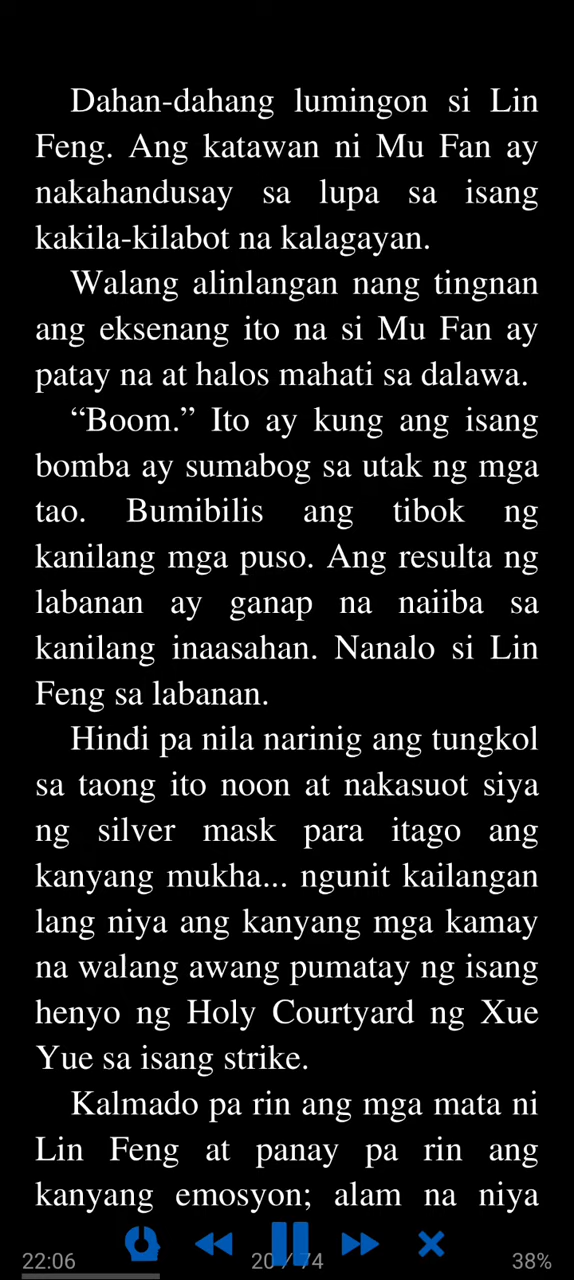 Dahan-dahang lumingon si Lin
Feng. Ang katawan ni Mu Fan ay
nakahandusay sa lupa sa isang
kakila-kilabot na kalagayan.
Walang alinlangan nang tingnan
ang eksenang ito na si Mu Fan ay
patay na at halos mahati sa dalawa.
“Boom.” Ito ay kung ang isang
bomba ay sumabog sa utak ng mga
tao. Bumibilis ang tibok ng
kanilang mga puso. Ang resulta ng
labanan ay ganap na naiiba sa
kanilang inaasahan. Nanalo si Lin
Feng sa labanan.
Hindi pa nila narinig ang tungkol
sa taong ito noon at nakasuot siya
ng silver mask para itago ang
kanyang mukha... ngunit kailangan
lang niya ang kanyang mga kamay
na walang awang pumatay ng isang
henyo ng Holy Courtyard ng Xue
Yue sa isang strike.
Kalmado pa rin ang mga mata ni
Lin Feng at panay pa rin ang
kanyang emosyon; alam na niya
22:06 20 / 74 38%